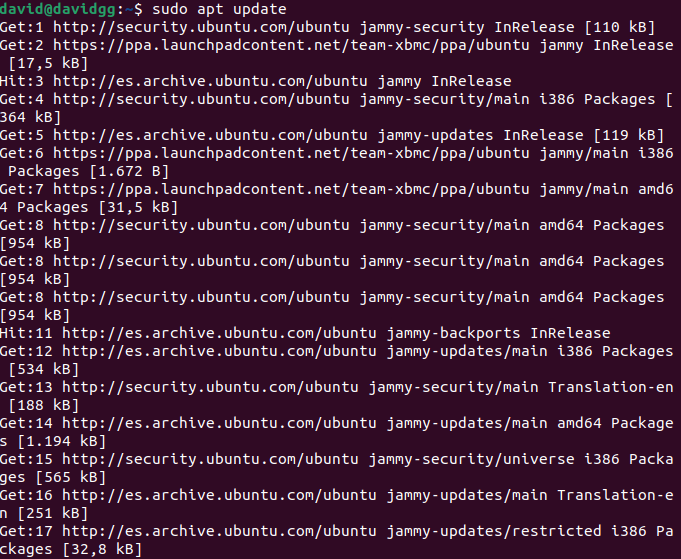 david@davidgg:~$ sudo apt update
Get:1 http://security.ubuntu.com/ubuntu jammy-security InRelease [110 kB]
Get:2 https://ppa.launchpadcontent.net/team-xbmc/ppa/ubuntu jammy InRelease
 [17,5 kB]
Hit:3 http://es.archive.ubuntu.com/ubuntu jammy InRelease
Get:4 http://security.ubuntu.com/ubuntu jammy-security/main i386 Packages [
364 kB]
Get:5 http://es.archive.ubuntu.com/ubuntu jammy-updates InRelease [119 kB]
Get:6 https://ppa.launchpadcontent.net/team-xbmc/ppa/ubuntu jammy/main i386
 Packages [1.672 B]
Get:7 https://ppa.launchpadcontent.net/team-xbmc/ppa/ubuntu jammy/main amd6
4 Packages [31,5 kB]
Get:8 http://security.ubuntu.com/ubuntu jammy-security/main amd64 Packages
[954 kB]
Get:8 http://security.ubuntu.com/ubuntu jammy-security/main amd64 Packages
[954 kB]
Get:8 http://security.ubuntu.com/ubuntu jammy-security/main amd64 Packages
[954 kB]
Hit:11 http://es.archive.ubuntu.com/ubuntu jammy-backports InRelease
Get:12 http://es.archive.ubuntu.com/ubuntu jammy-updates/main i386 Packages
 [534 kB]
Get:13 http://security.ubuntu.com/ubuntu jammy-security/main Translation-en
 [188 kB]
Get:14 http://es.archive.ubuntu.com/ubuntu jammy-updates/main amd64 Package
s [1.194 kB]
Get:15 http://security.ubuntu.com/ubuntu jammy-security/universe i386 Packa
ges [565 kB]
Get:16 http://es.archive.ubuntu.com/ubuntu jammy-updates/main Translation-e
n [251 kB]
Get:17 http://es.archive.ubuntu.com/ubuntu jammy-updates/restricted i386 Pa
ckages [32,8 kB]